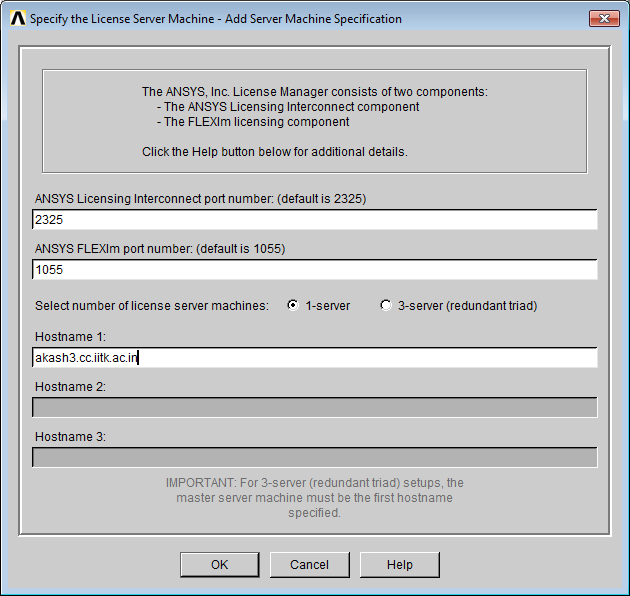 Specify the License Server Machine - Add Server Machine Specification
The ANSYS, Inc. License Manager consists of two components:
- The ANSYS Licensing Interconnect component
- The FLEXlm licensing component
Click the Help button below for additional details.
ANSYS Licensing Interconnect port number: (default is 2325)
2325
ANSYS FLEXlm port number: (default is 1055)
1055
Select number of license server machines: 1-server 3-server (redundant triad)
Hostname 1:
akash3.cc.iitk.ac.in
Hostname 2:
Hostname 3:
IMPORTANT: For 3-server (redundant triad) setups, the
master server machine must be the first hostname
specified.
OK Cancel Help